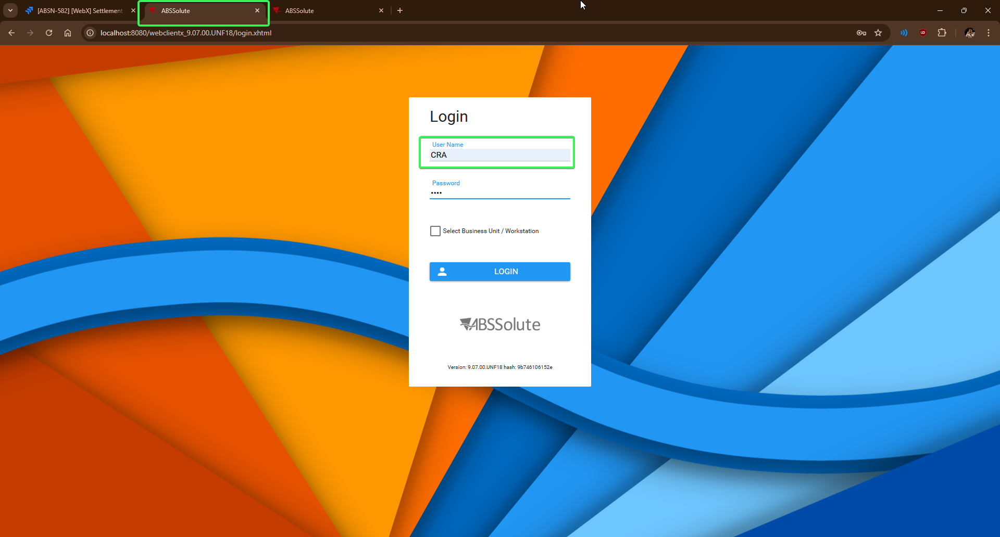 [ABSN-582] [WebX] Settlement
ABSSolute
ABSSolute
localhost:8080/webclientx_9.07.00.UNF18/login.xhtml
Login
User Name
CRA
Password
••••
Select Business Unit / Workstation
LOGIN
ABSSolute
Version: 9.07.00.UNF18 hash: 9b746106152e